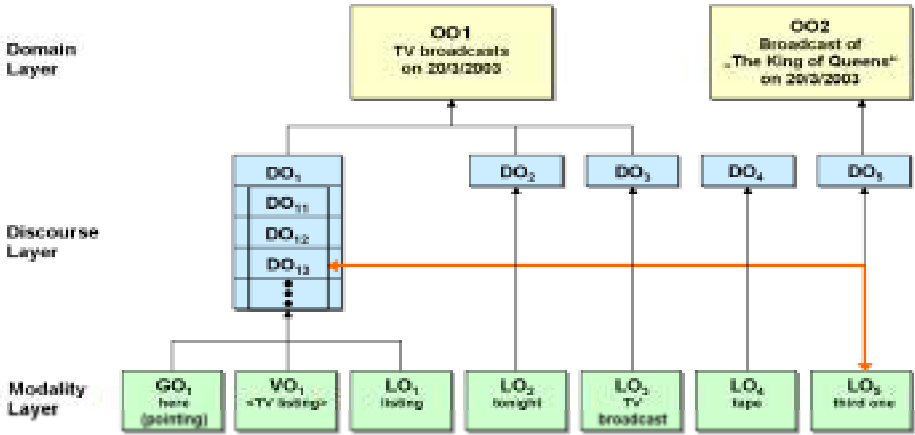 Domain
Layer
OO1
TV broadcasts
on 20/3/2003
OO2
Broadcast of
„The King of Queens“
on 20/3/2003
Discourse
Layer
DO1
DO11
DO12
DO13
DO2
DO3
DO4
DO5
Modality
Layer
GO1
here
(pointing)
VO1
<TV listing>
LO1
listing
LO2
tonight
LO3
TV
broadcast
LO4
tape
LO5
third one